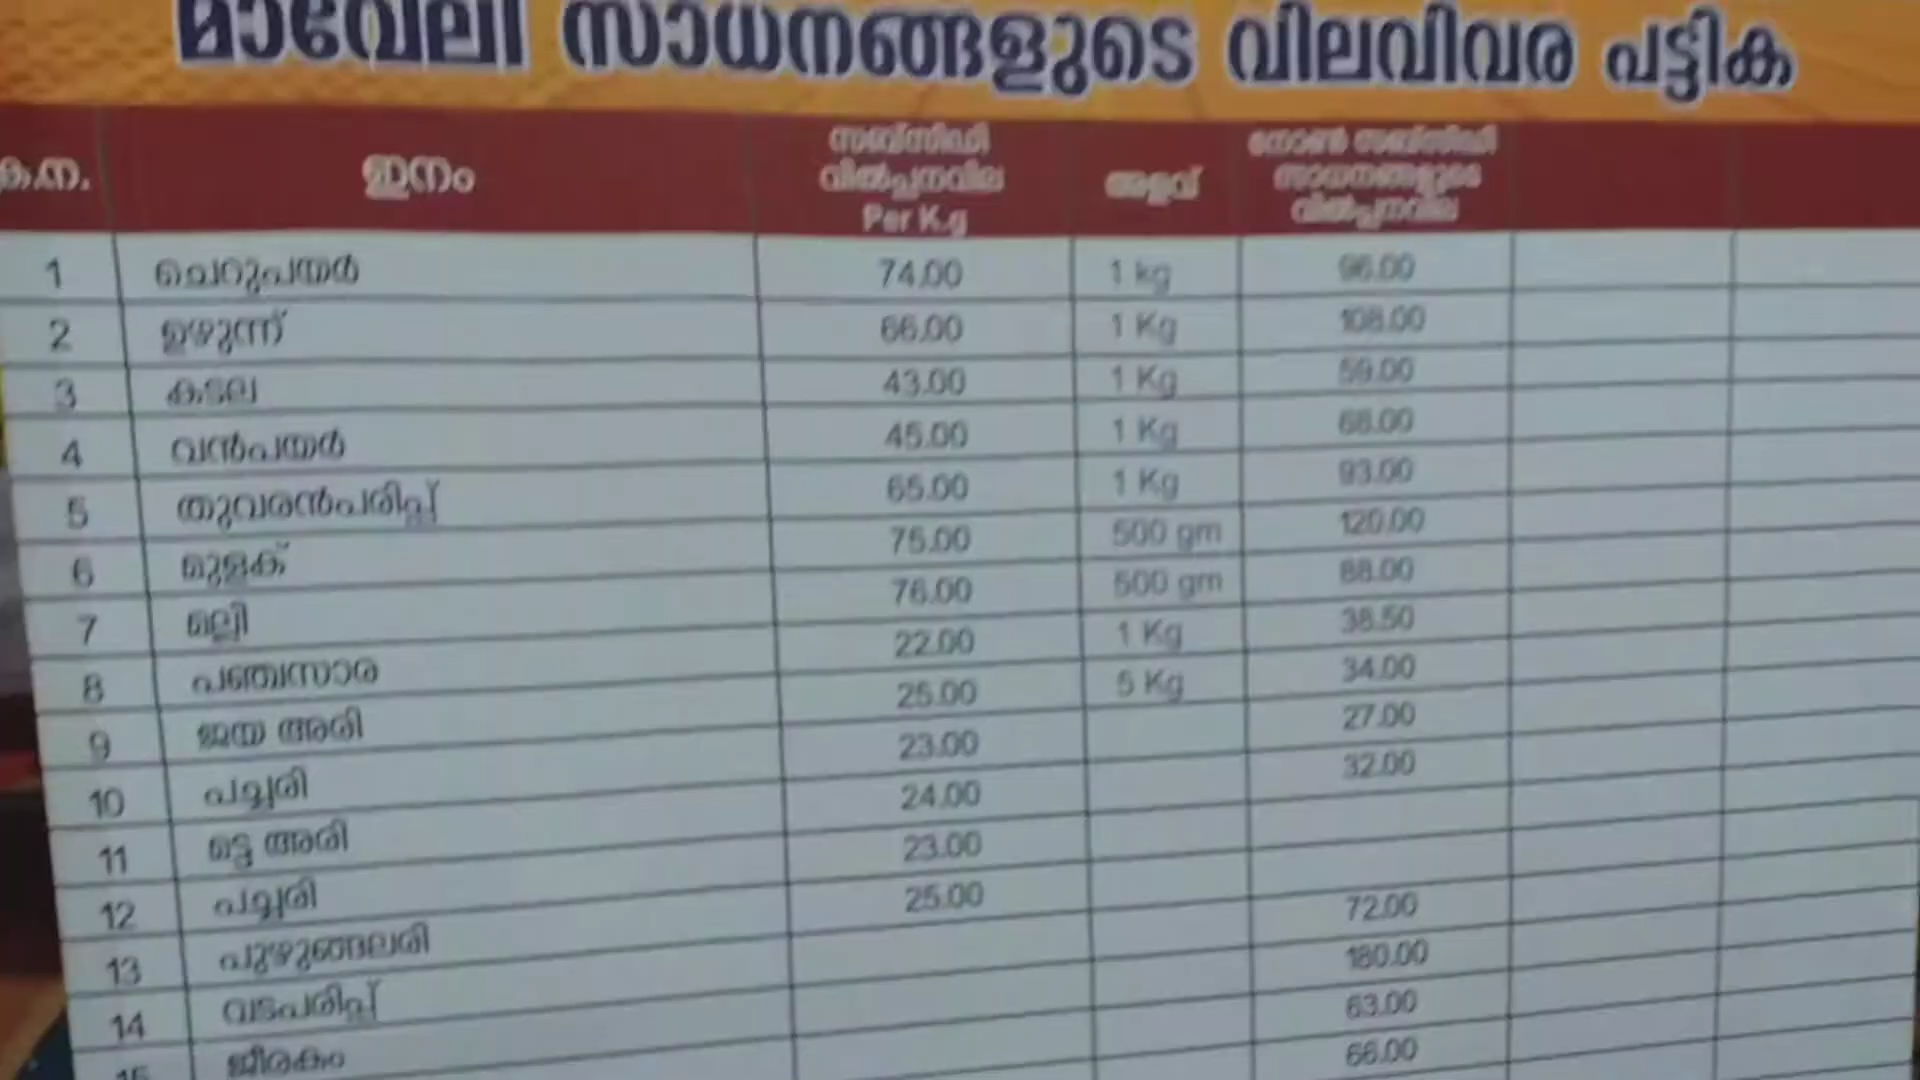 മാവേലി സാധനങ്ങളുടെ വിലവിവര പട്ടിക
ക്ര.ന. ഇനം സബ്സിഡി വിൽപ്പനവില Per K.g അളവ് നോൺ സബ്സിഡി സാധനങ്ങളുടെ വിൽപ്പനവില
1 ചെറുപയർ 74.00 1 kg 96.00
2 ഉഴുന്ന് 66.00 1 Kg 108.00
3 കടല 43.00 1 Kg 59.00
4 വൻപയർ 45.00 1 Kg 68.00
5 തുവരൻപരിപ്പ് 65.00 1 Kg 93.00
6 മുളക് 75.00 500 gm 120.00
7 മല്ലി 76.00 500 gm 88.00
8 പഞ്ചസാര 22.00 1 Kg 38.50
9 ജയ അരി 25.00 5 Kg 34.00
10 പച്ചരി 23.00 27.00
11 മട്ട അരി 24.00 32.00
12 പച്ചരി 23.00
13 പുഴുങ്ങലരി 25.00
14 വടപരിപ്പ് 72.00
15 ജീരകം 180.00
63.00
66.00